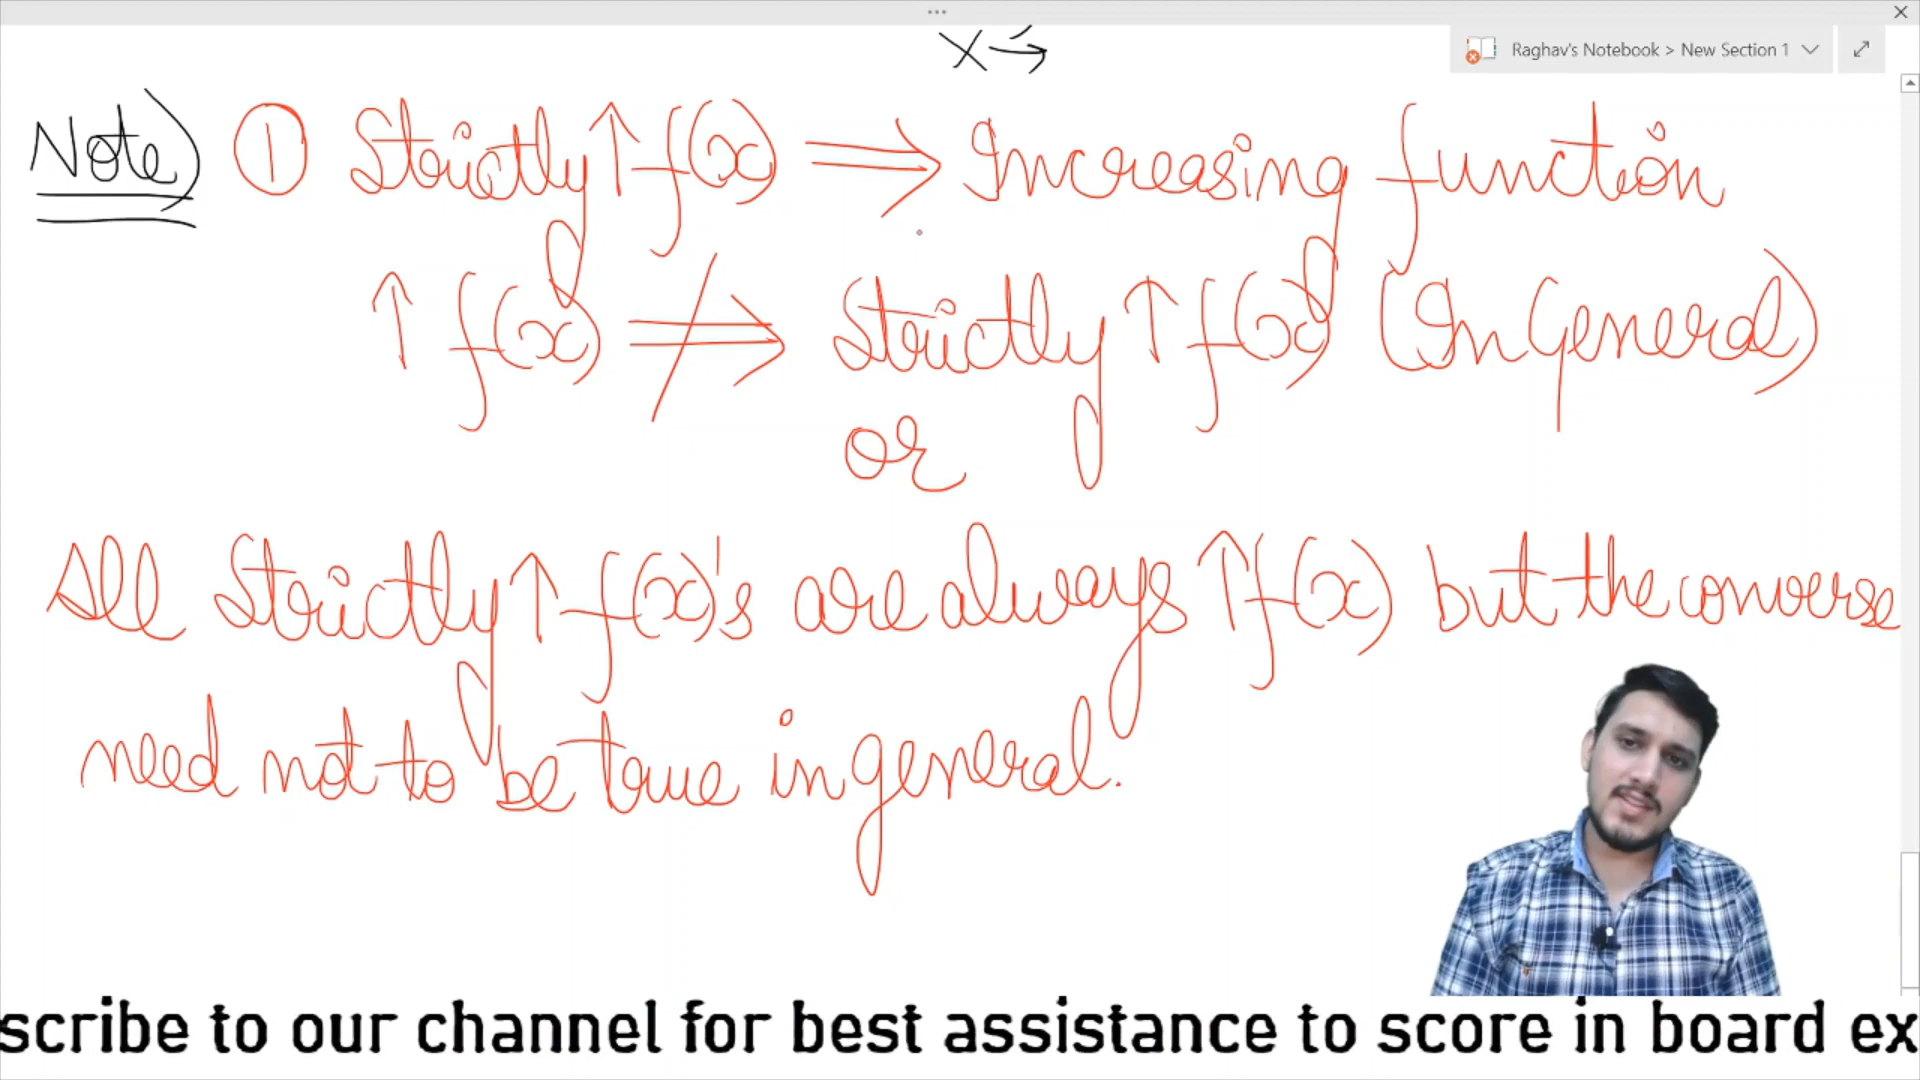 ...
X →
Raghav's Notebook > New Section 1
Note) ① Strictly ↑ f(x) ⟹ Increasing function
↑ f(x) ⇏ Strictly ↑ f(x) (In General)
or
All Strictly ↑ f(x)'s are always ↑ f(x) but the converse
need not to be true in general.
scribe to our channel for best assistance to score in board ex